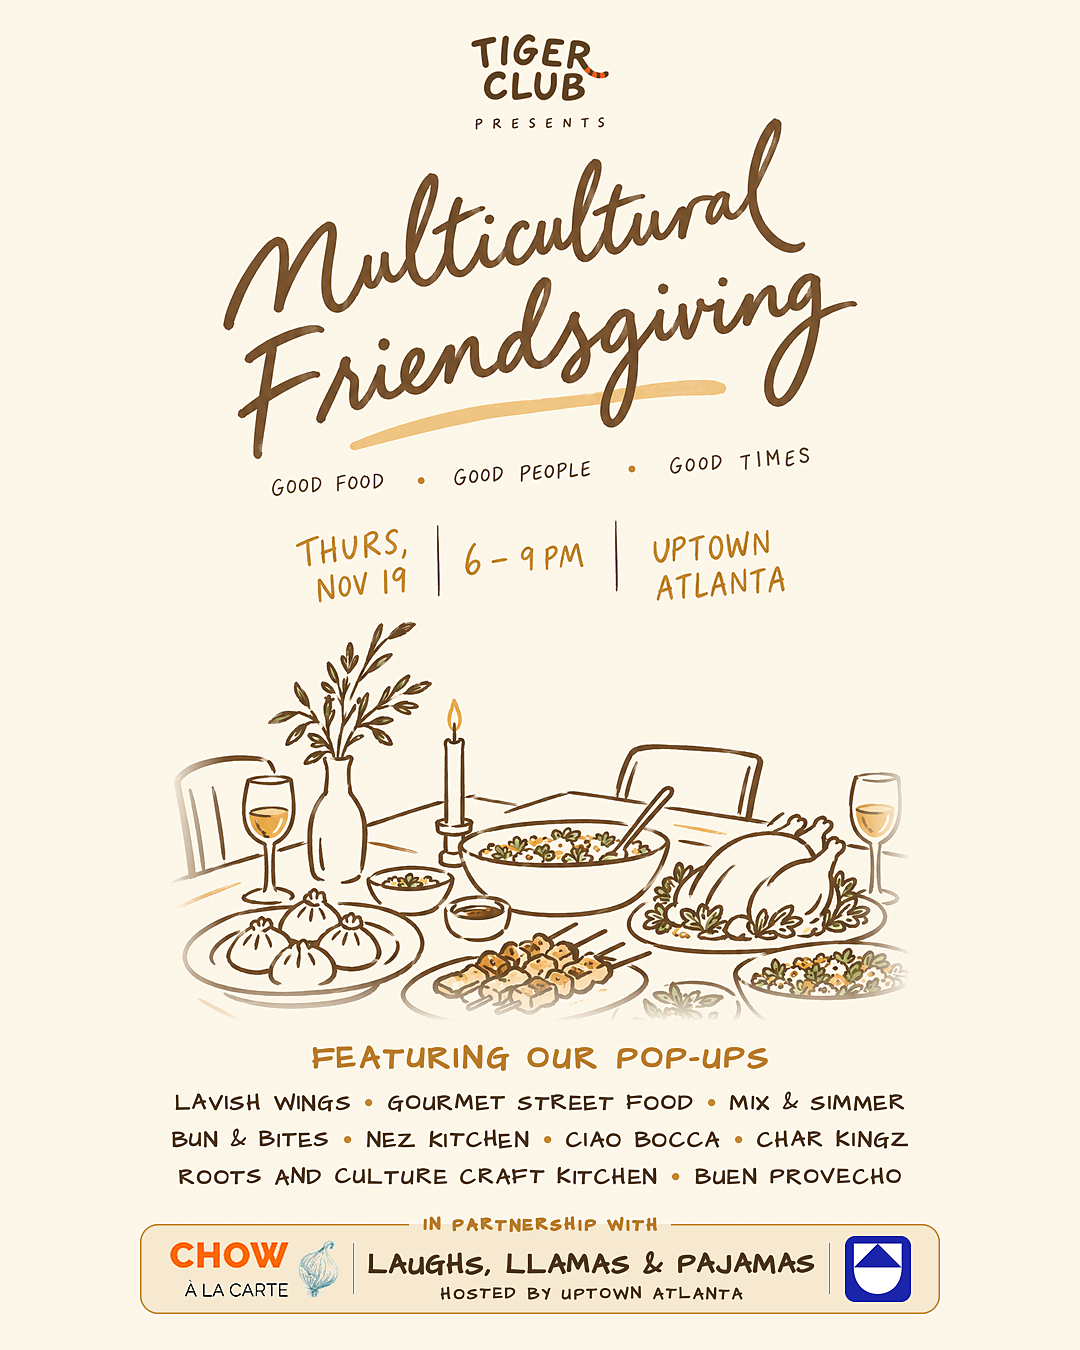 TIGER
CLUB
PRESENTS
Multicultural
Friendsgiving
GOOD FOOD • GOOD PEOPLE • GOOD TIMES
THURS,
NOV 19
6 – 9 PM
UPTOWN
ATLANTA
FEATURING OUR POP-UPS
LAVISH WINGS • GOURMET STREET FOOD • MIX & SIMMER
BUN & BITES • NEZ KITCHEN • CIAO BOCCA • CHAR KINGZ
ROOTS AND CULTURE CRAFT KITCHEN • BUEN PROVECHO
IN PARTNERSHIP WITH
CHOW
À LA CARTE
LAUGHS, LLAMAS & PAJAMAS
HOSTED BY UPTOWN ATLANTA